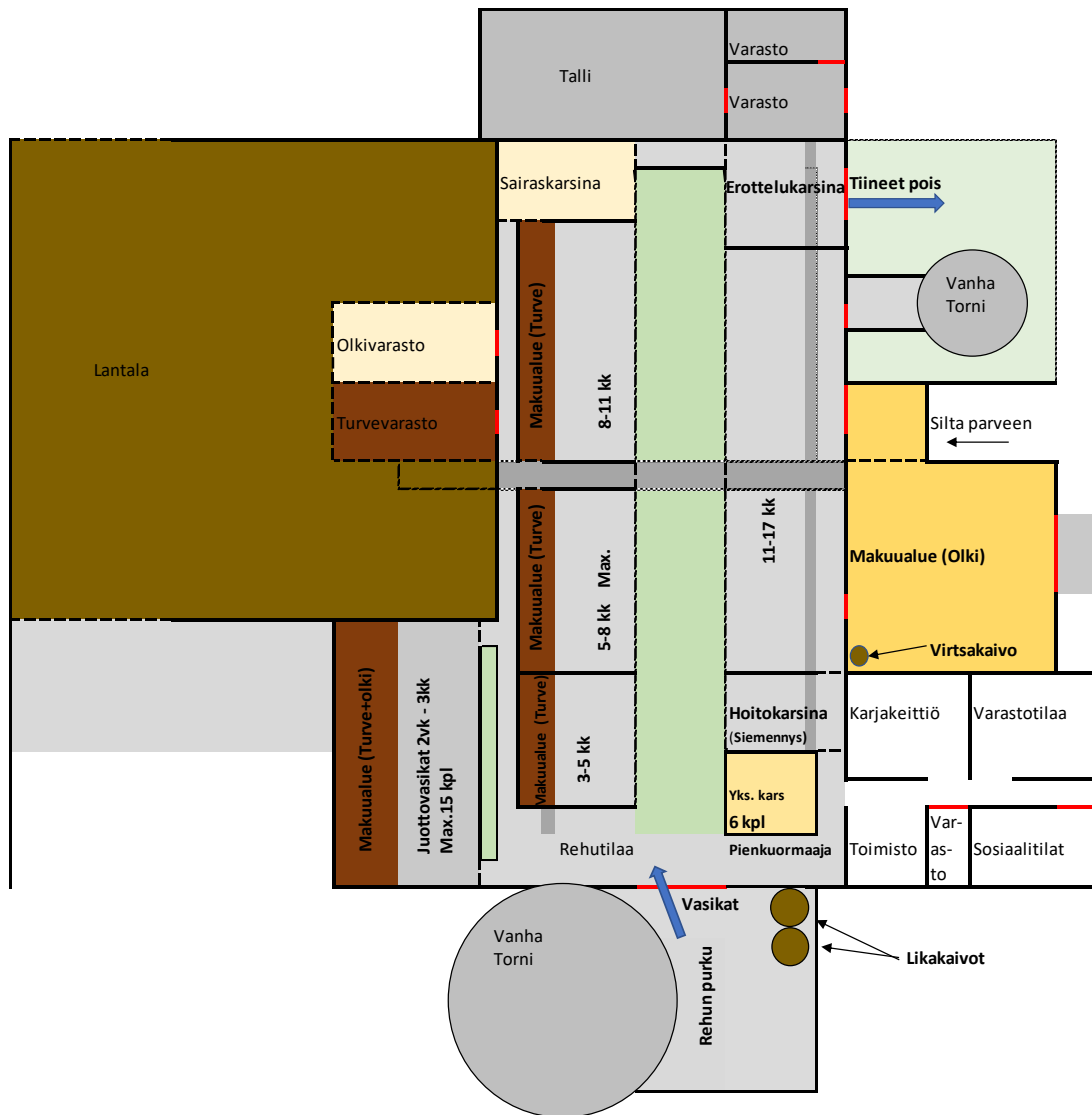 Varasto
Talli
Varasto
Sairaskarsina
Erottelukarsina
Tiineet pois
Vanha
Torni
Makuualue (Turve)
8-11 kk
Olkivarasto
Lantala
Turvevarasto
Silta parveen
Makuualue (Turve)
5-8 kk Max.
11-17 kk
Makuualue (Olki)
Virtsakaivo
Makuualue (Turve+olki)
Juottovasikat 2vk - 3kk
Max.15 kpl
Makuualue (Turve)
3-5 kk
Hoitokarsina
(Siemennys)
Karjakeittiö
Varastotilaa
Yks. kars
6 kpl
Rehutilaa
Pienkuormaaja
Toimisto
Var-
as-
to
Sosiaalitilat
Vasikat
Vanha
Torni
Rehun purku
Likakaivot